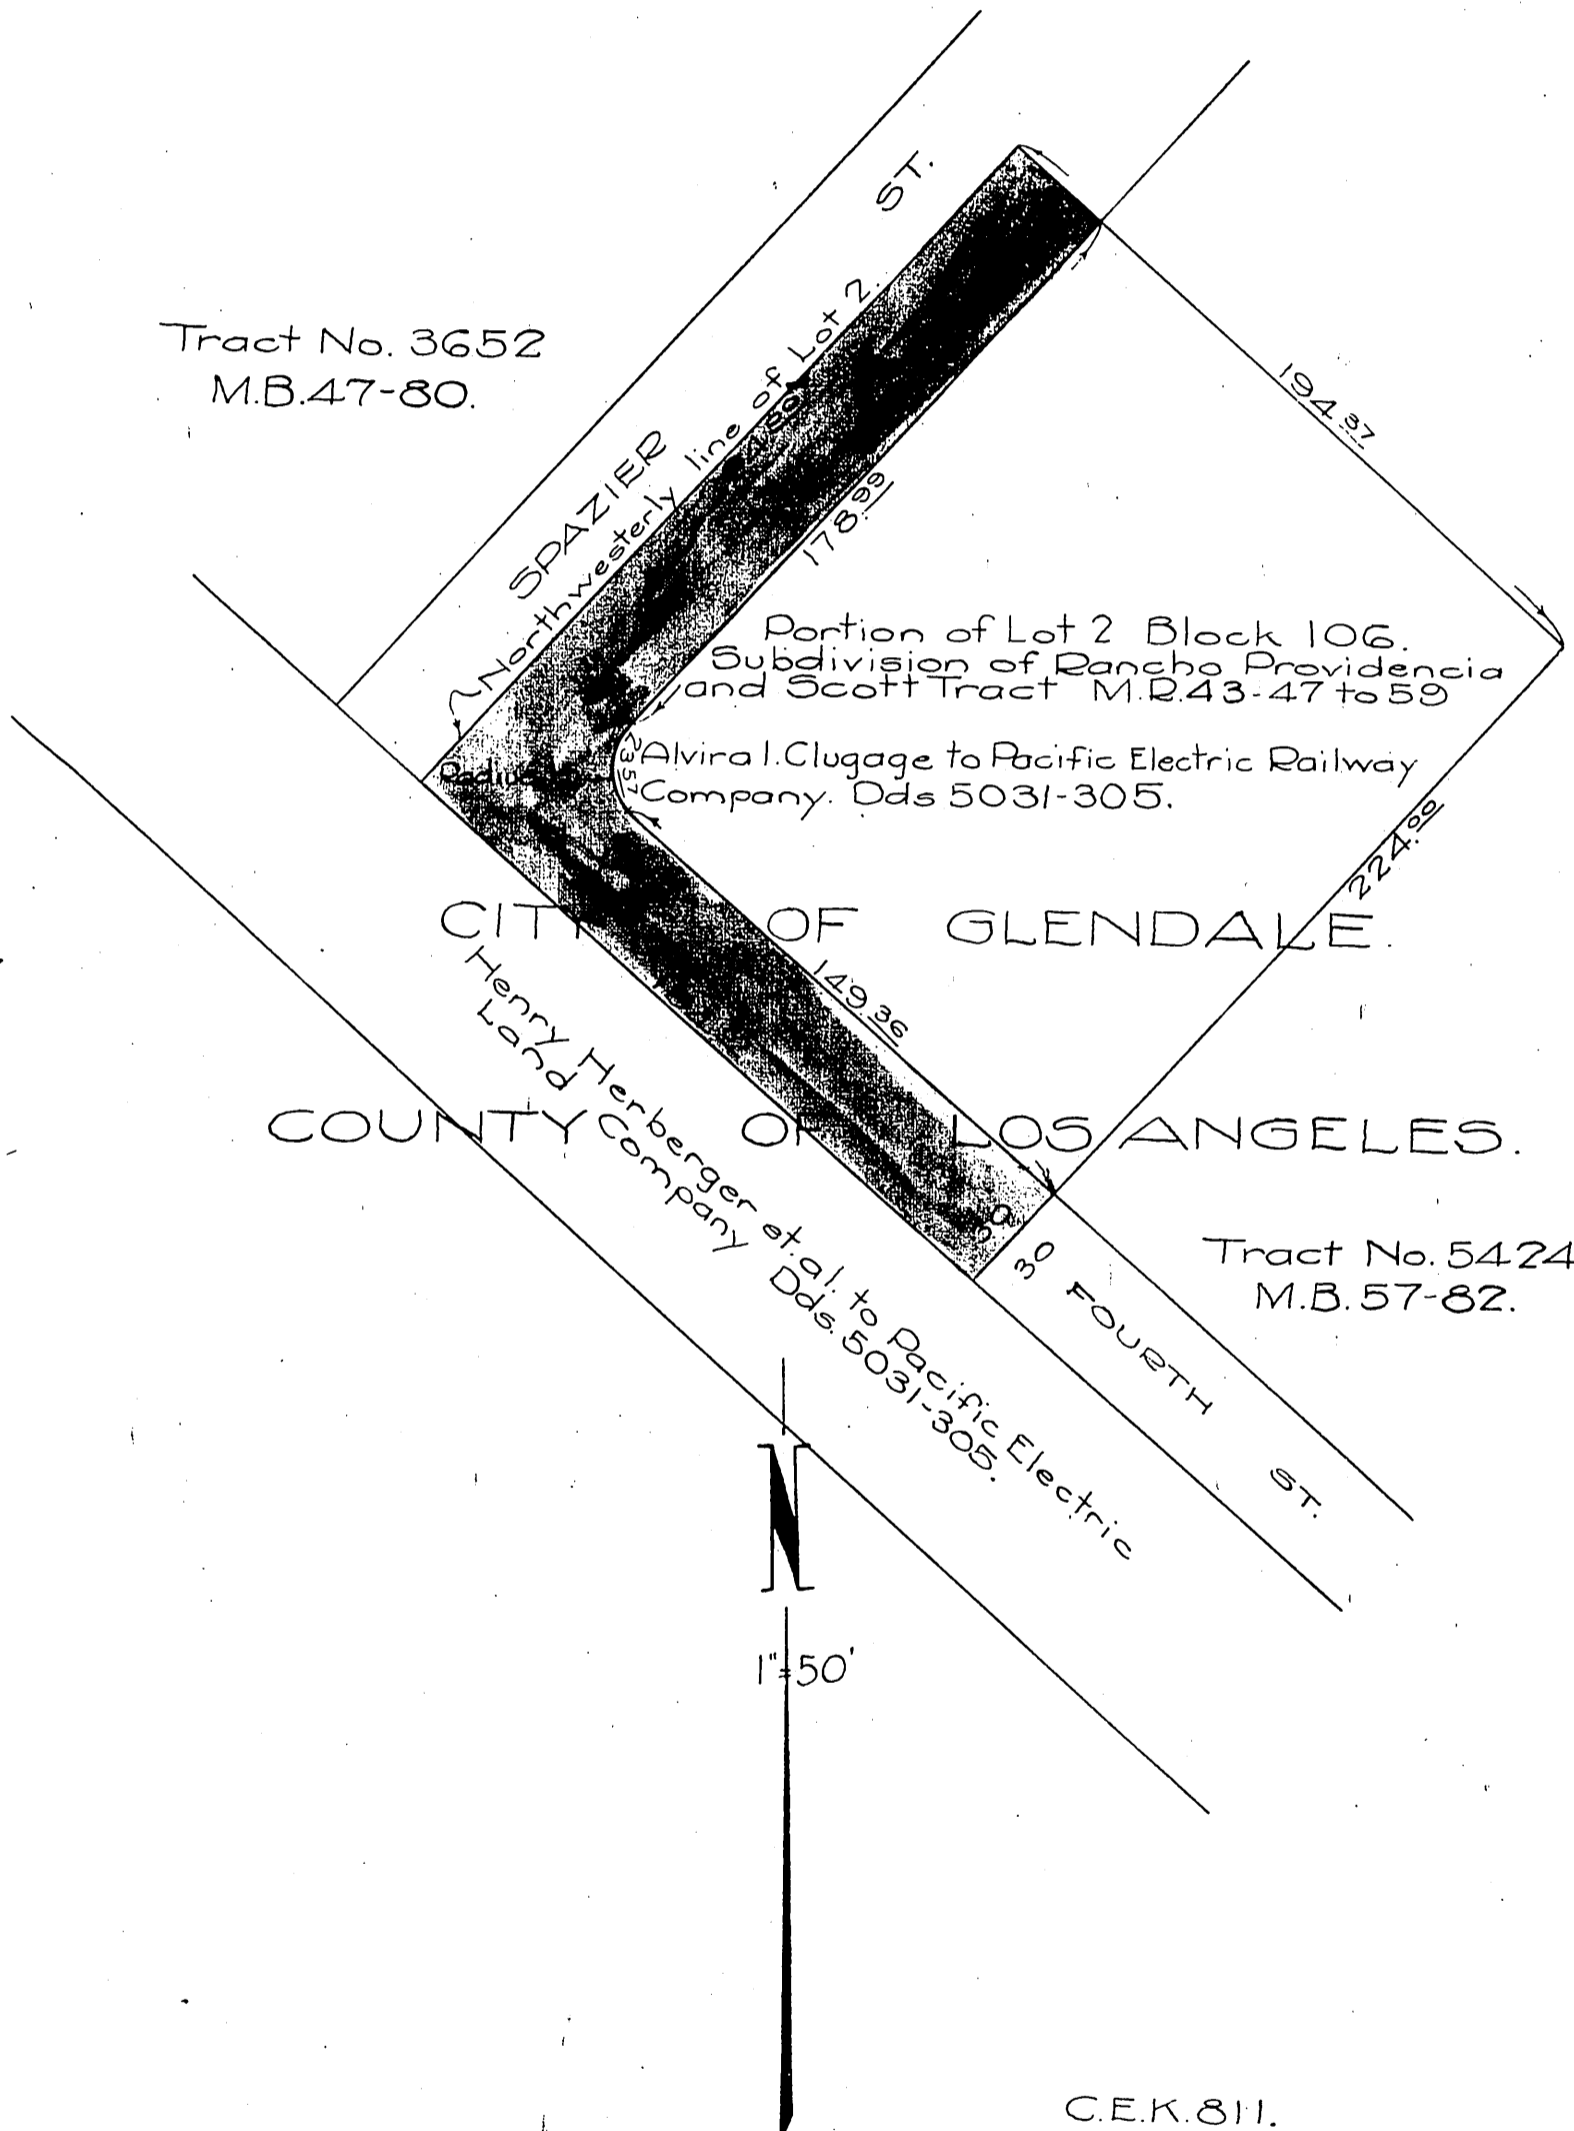 ST.
Tract No. 3652
M.B.47-80.
SPAZIER
Northwesterly line of Lot 2.
194.37
178.99
Portion of Lot 2 Block 106.
Subdivision of Rancho Providencia
and Scott Tract M.R.43-47 to 59
23.57
Alvira I. Clugage to Pacific Electric Railway
Company. Dds 5031-305.
Radius
224.00
CITY OF GLENDALE.
149.36
Henry Herberger et. al. to Pacific Electric
Land Company Dds. 5031-305.
COUNTY OF LOS ANGELES.
30
30
FOURTH ST.
Tract No. 5424
M.B. 57-82.
N
1"=50'
C.E.K. 811.